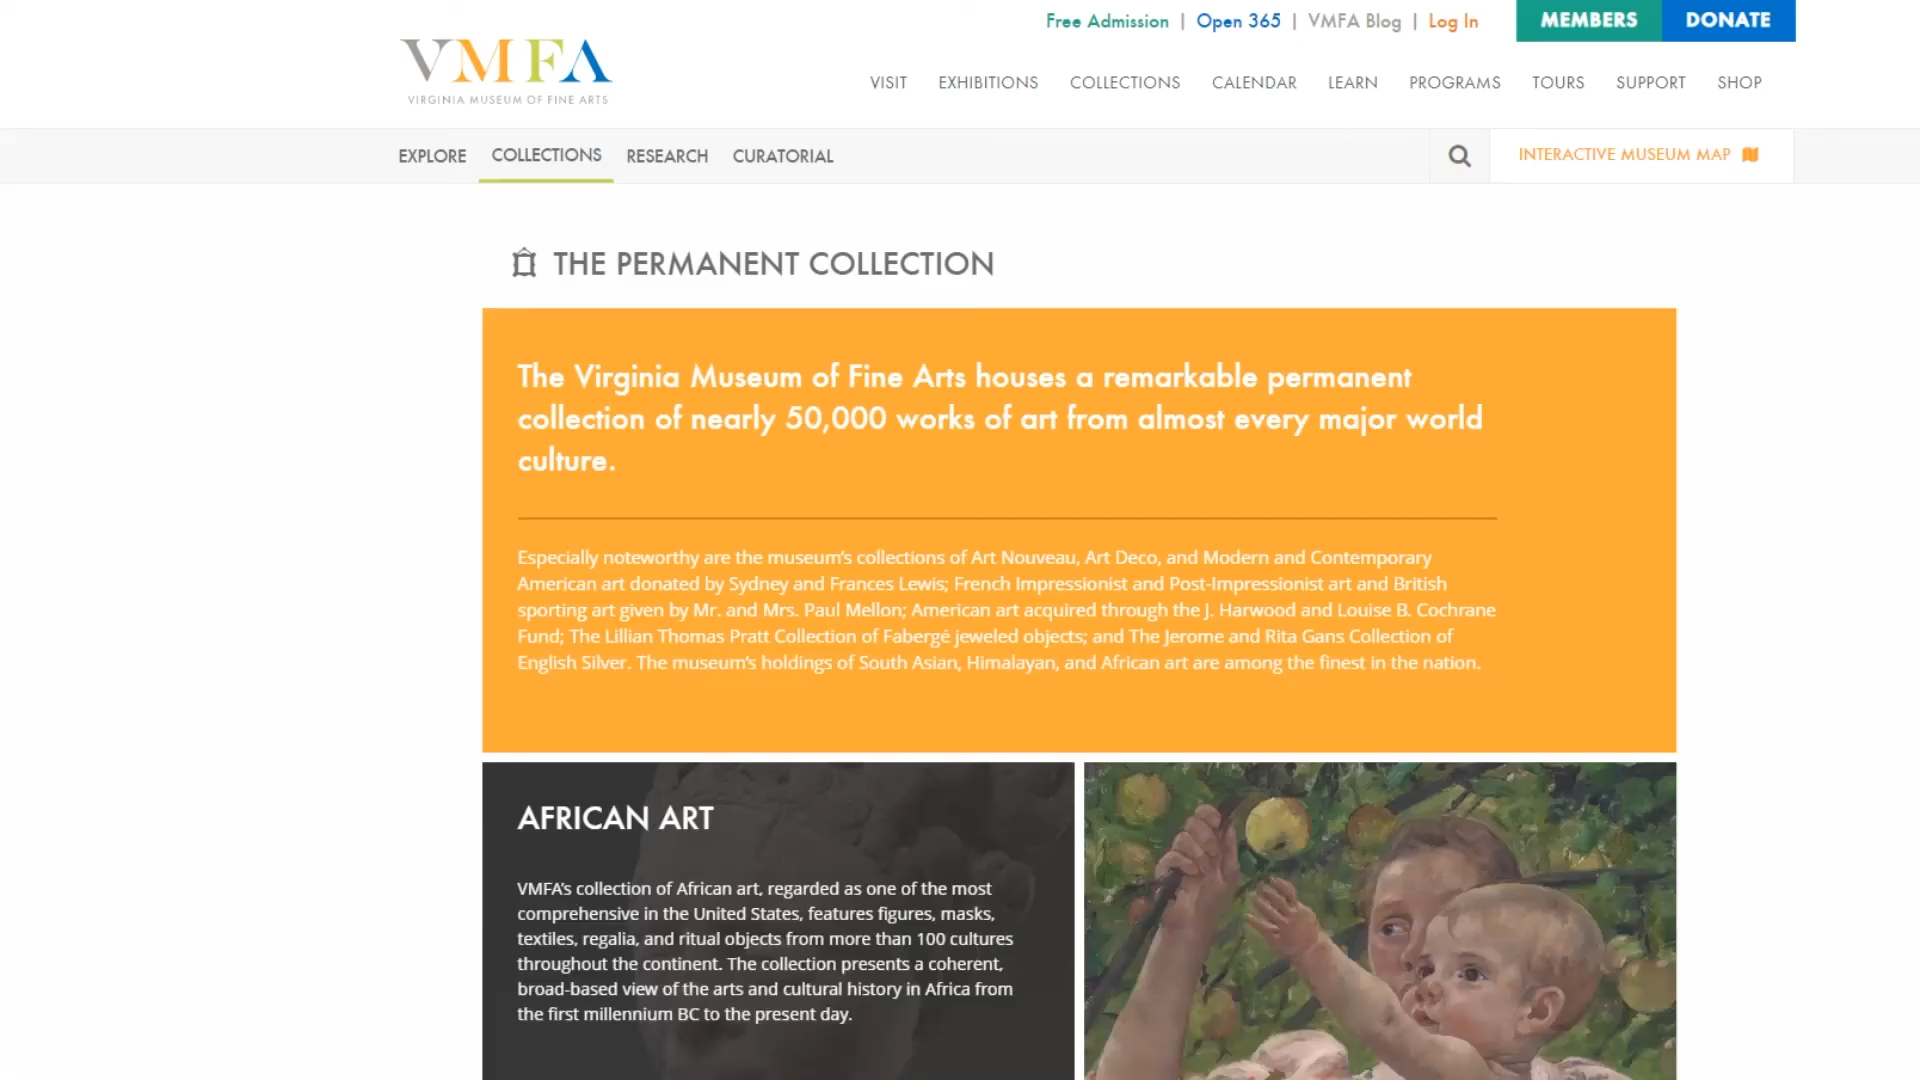 Free Admission | Open 365 | VMFA Blog | Log In MEMBERS DONATE
VMFA
VIRGINIA MUSEUM OF FINE ARTS
VISIT EXHIBITIONS COLLECTIONS CALENDAR LEARN PROGRAMS TOURS SUPPORT SHOP
EXPLORE COLLECTIONS RESEARCH CURATORIAL INTERACTIVE MUSEUM MAP
THE PERMANENT COLLECTION
The Virginia Museum of Fine Arts houses a remarkable permanent
collection of nearly 50,000 works of art from almost every major world
culture.
Especially noteworthy are the museum's collections of Art Nouveau, Art Deco, and Modern and Contemporary
American art donated by Sydney and Frances Lewis; French Impressionist and Post-Impressionist art and British
sporting art given by Mr. and Mrs. Paul Mellon; American art acquired through the J. Harwood and Louise B. Cochrane
Fund; The Lillian Thomas Pratt Collection of Fabergé jeweled objects; and The Jerome and Rita Gans Collection of
English Silver. The museum's holdings of South Asian, Himalayan, and African art are among the finest in the nation.
AFRICAN ART
VMFA's collection of African art, regarded as one of the most
comprehensive in the United States, features figures, masks,
textiles, regalia, and ritual objects from more than 100 cultures
throughout the continent. The collection presents a coherent,
broad-based view of the arts and cultural history in Africa from
the first millennium BC to the present day.